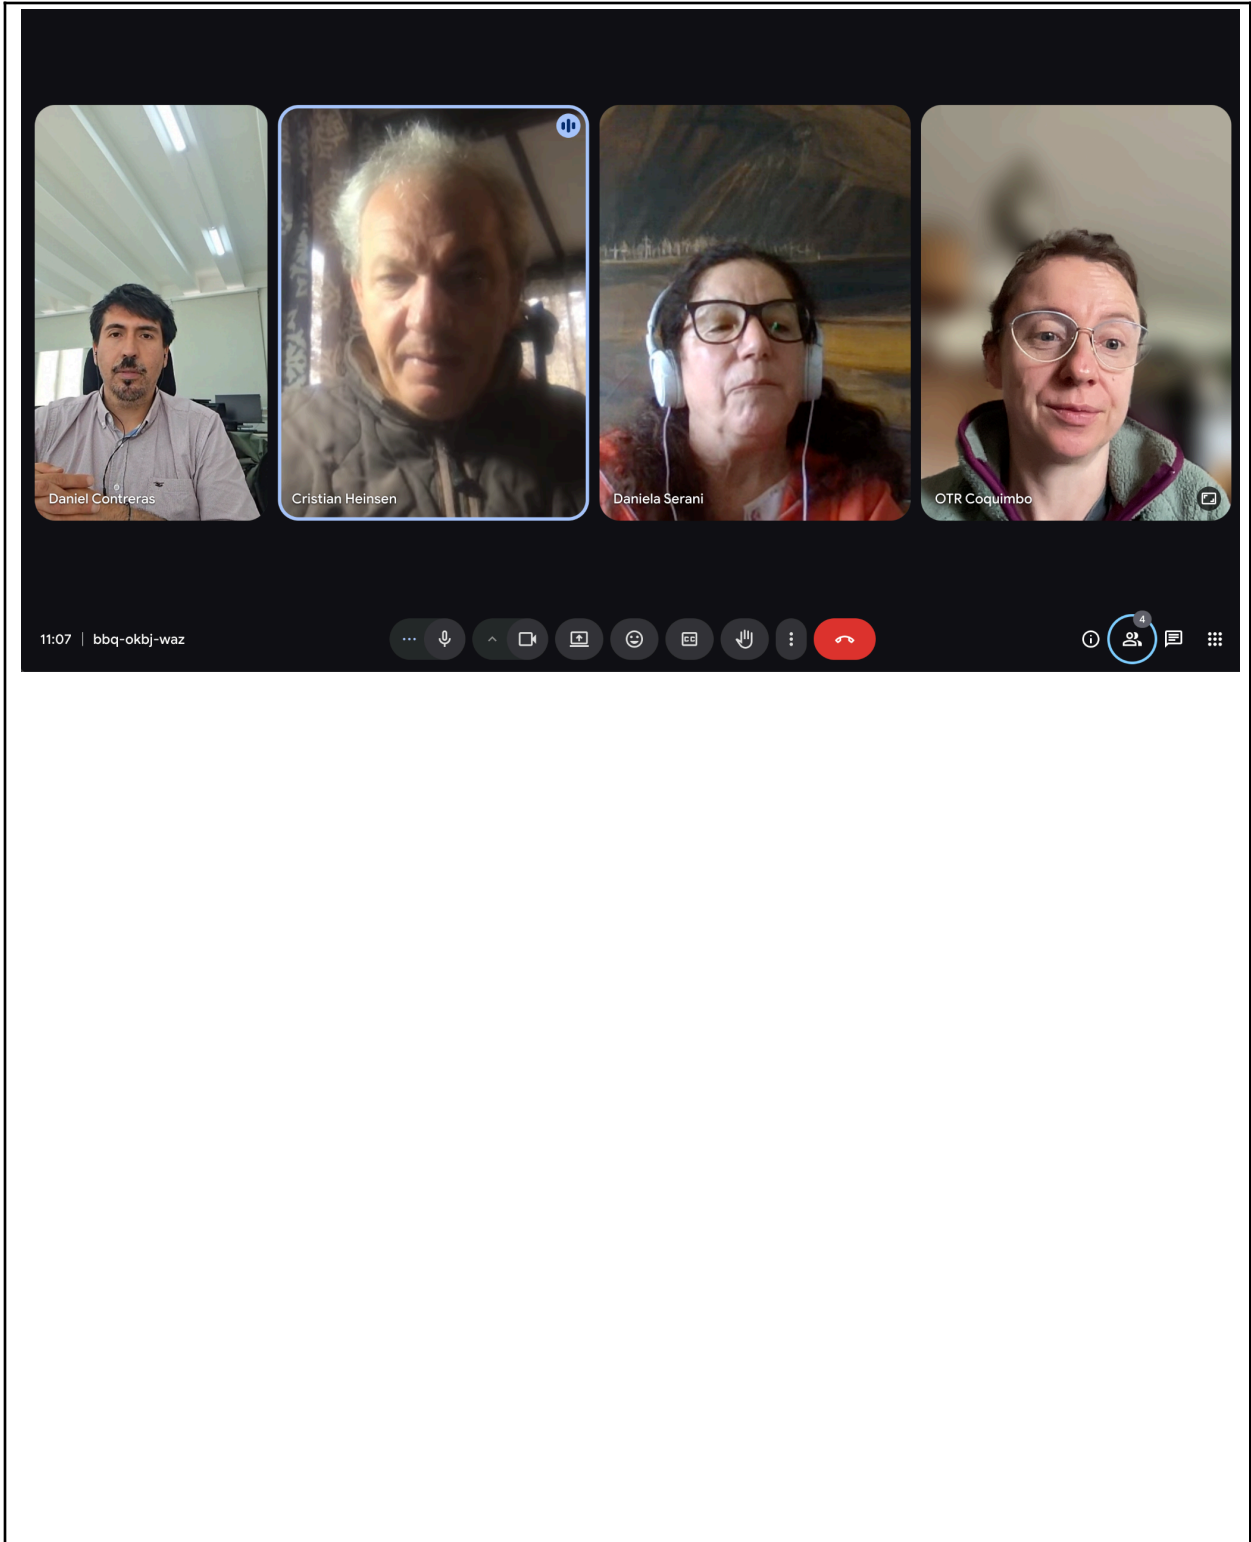 Daniel Contreras
Cristian Heinsen
Daniela Serani
OTR Coquimbo
11:07 | bbq-okbj-waz
4